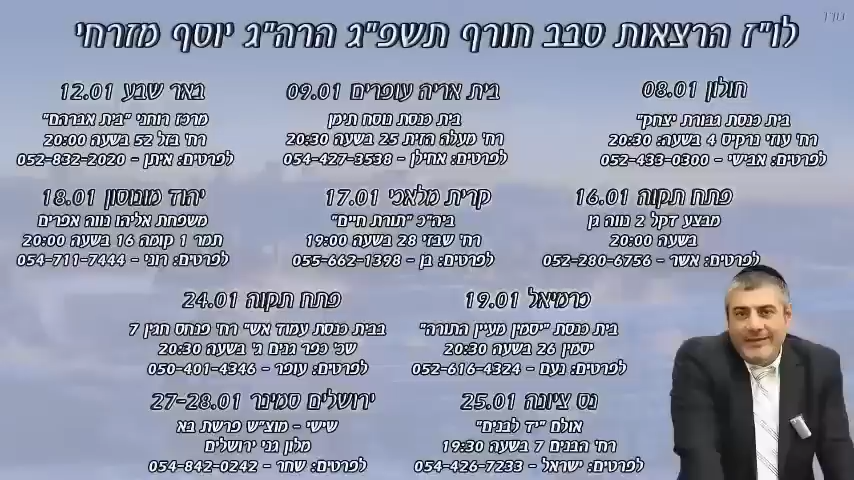 בס"ד
לו"ז הרצאות סבב חורף תשפ"ג הרה"ג יוסף מזרחי
חולון 08.01
בית כנסת גבורת יצחק"
רח' עוזי נרקיס 4 בשעה: 20:30
לפרטים: אבישי - 052-433-0300
בית אריה עופרים 09.01
בית כנסת נוסח תימן
רח' מעלה הזית 25 בשעה 20:30
לפרטים: אחילן - 054-427-3538
באר שבע 12.01
מרכז רוחני "בית אברהם"
רח' בזל 52 בשעה 20:00
לפרטים: איתן - 052-832-2020
פתח תקוה 16.01
מבצע דקל 2 נווה גן
בשעה 20:00
לפרטים: אשר - 052-280-6756
קרית מלאכי 17.01
ביה"כ "תורת חיים"
רח' שבזי 28 בשעה 19:00
לפרטים: בן - 055-662-1398
יהוד מונוסון 18.01
משפחת אליהו נווה אפרים
תמר 1 קומה 16 בשעה 20:00
לפרטים: רוני - 054-711-7444
כרמיאל 19.01
בית כנסת "יסמין מעיין התורה"
יסמין 26 בשעה 20:30
לפרטים: נעם - 052-616-4324
פתח תקוה 24.01
בבית כנסת עמוד אש" רח' פנחס חגין 7
שכ' כפר גנים ג' בשעה 20:30
לפרטים: עופר - 050-401-4346
נס ציונה 25.01
אולם "יד לבנים"
רח' הבנים 7 בשעה 19:30
לפרטים: ישראל - 054-426-7233
ירושלים סמינר 27-28.01
שישי - מוצ"ש פרשת בא
מלון גני ירושלים
לפרטים: שחר - 054-842-0242